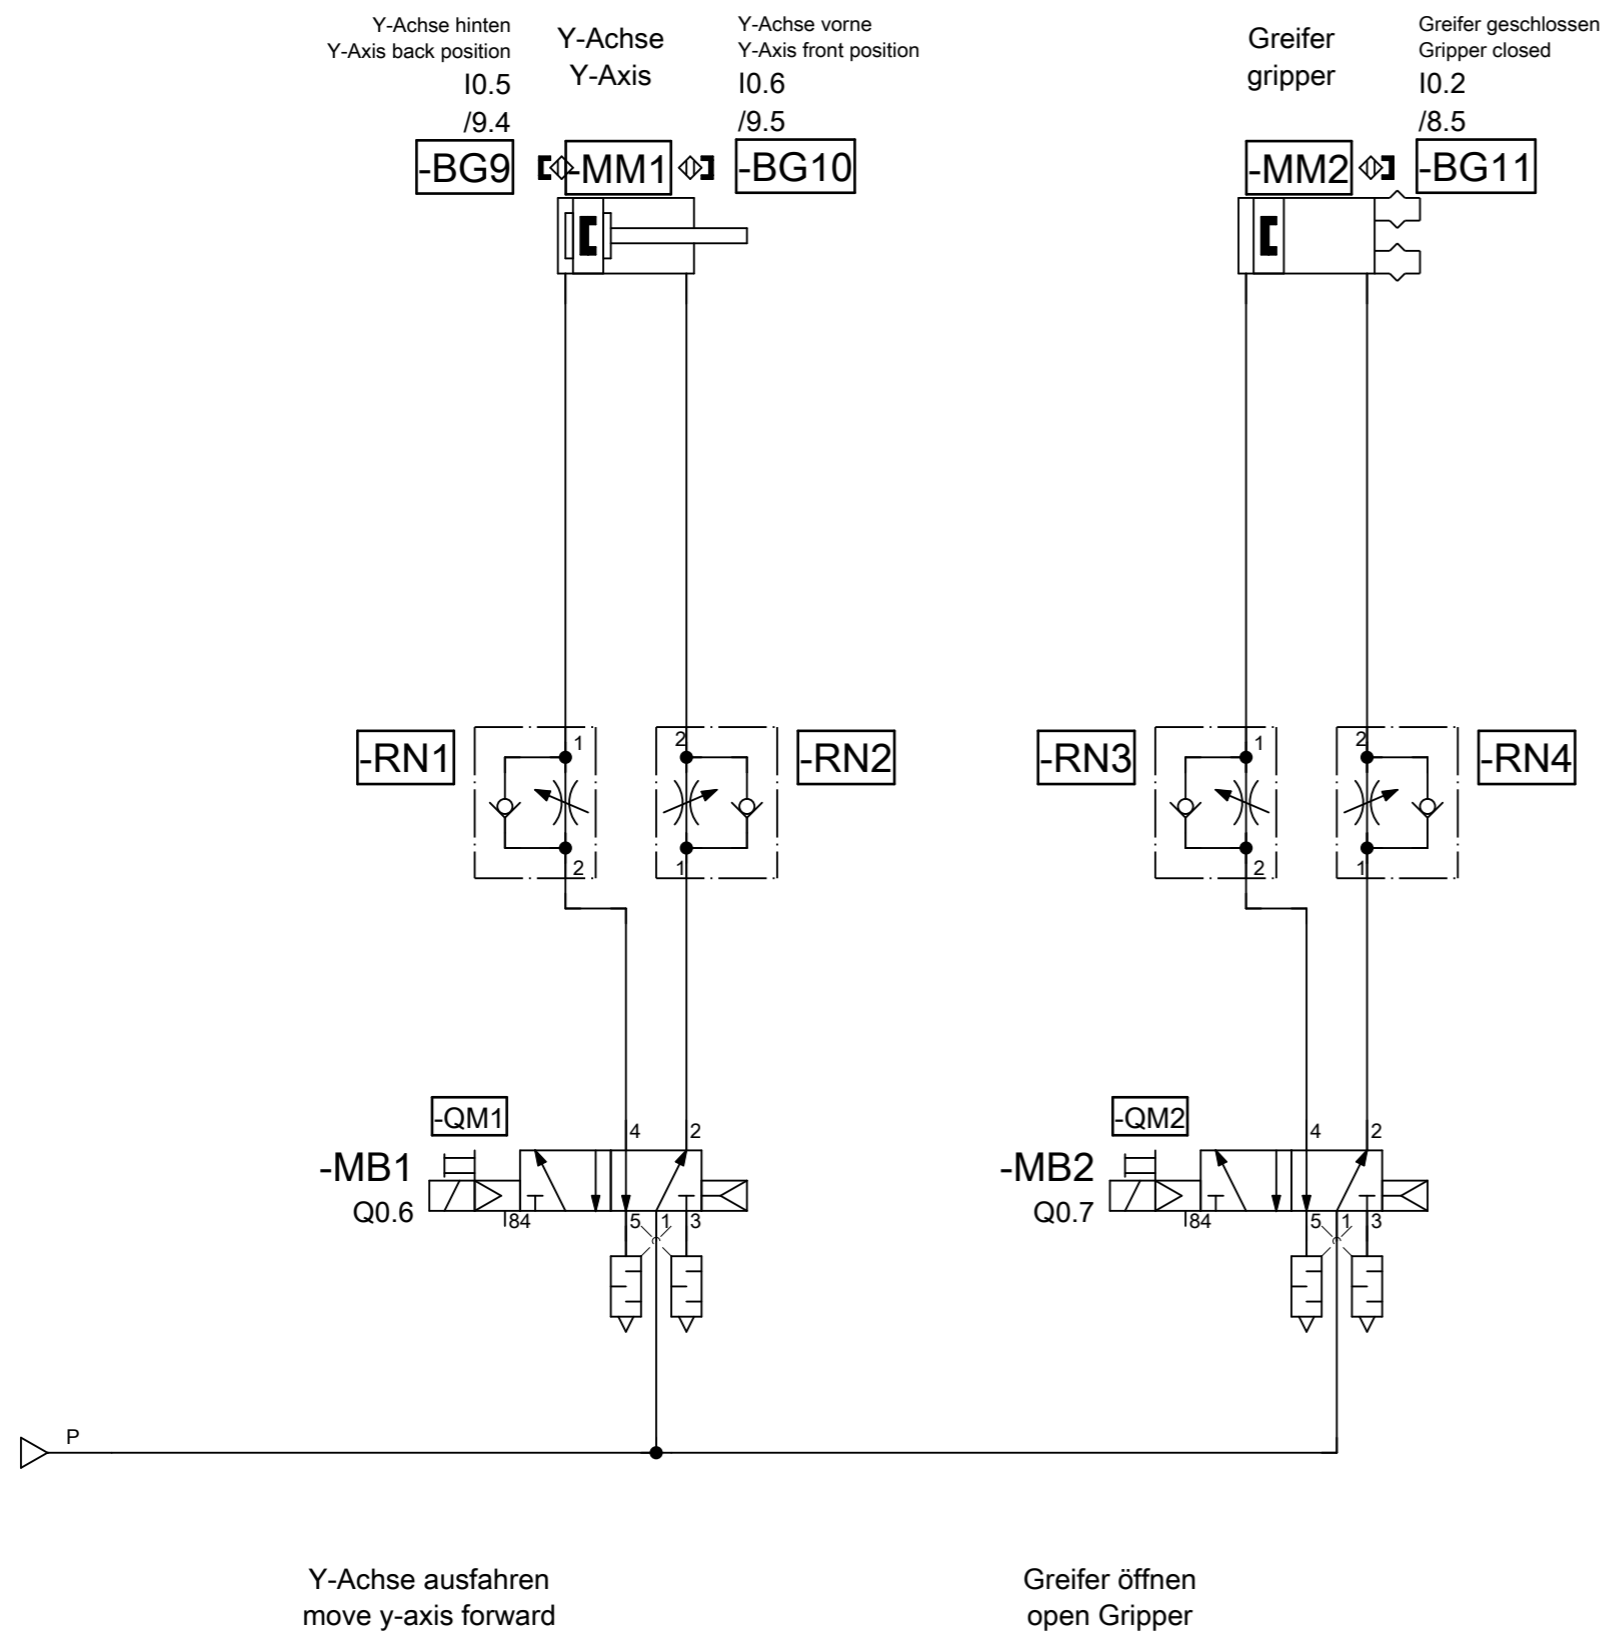 Y-Achse hinten
Y-Axis back position
I0.5
/9.4
-BG9
Y-Achse
Y-Axis
-MM1
Y-Achse vorne
Y-Axis front position
I0.6
/9.5
-BG10
Greifer
gripper
-MM2
Greifer geschlossen
Gripper closed
I0.2
/8.5
-BG11
-RN1
1
2
2
1
-RN2
-RN3
1
2
2
1
-RN4
-QM1
4
2
-MB1
Q0.6
84
5
1
3
-QM2
4
2
-MB2
Q0.7
84
5
1
3
P
Y-Achse ausfahren
move y-axis forward
Greifer öffnen
open Gripper